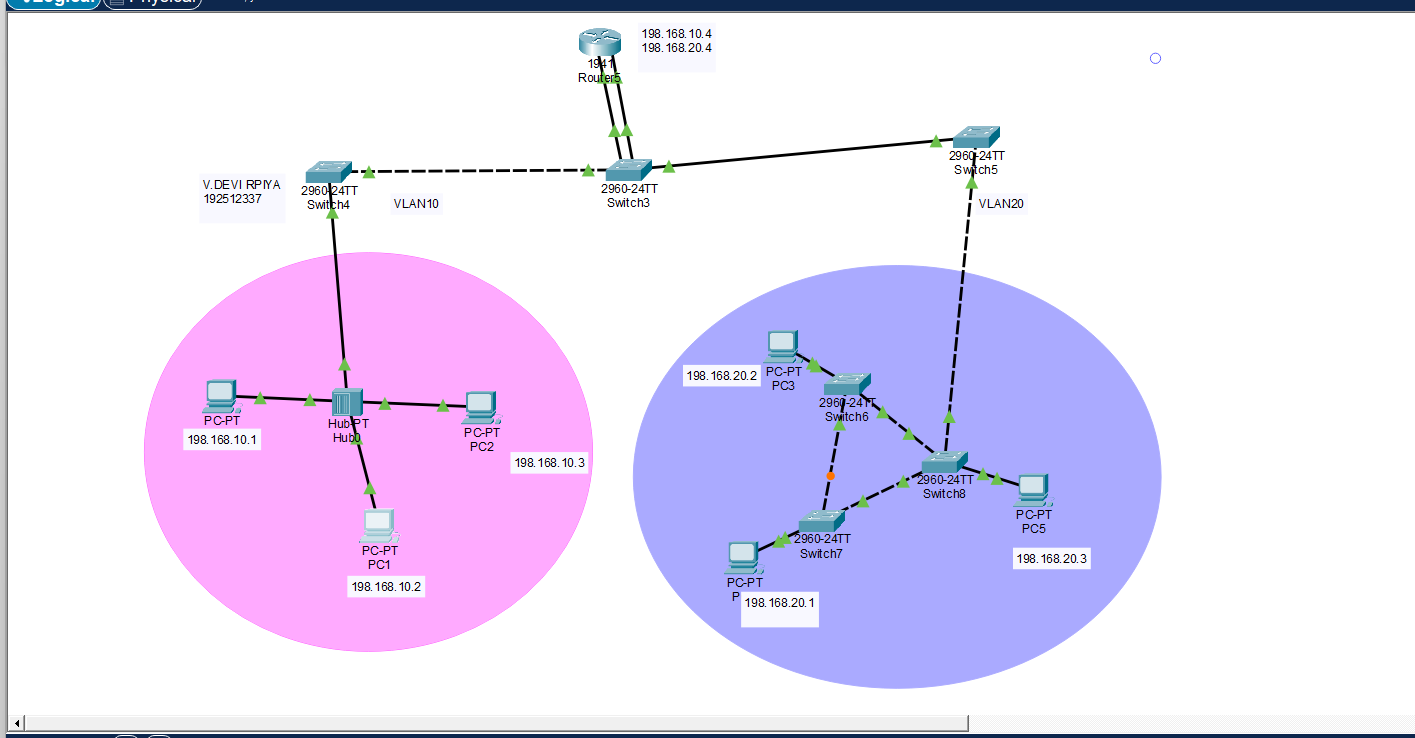 Logical Physical
198.168.10.4
198.168.20.4
1941
Router5
2960-24TT
Switch5
V.DEVI RPIYA
192512337
2960-24TT
Switch4
VLAN10
2960-24TT
Switch3
VLAN20
198.168.20.2
PC-PT
PC3
2960-24TT
Switch6
PC-PT
198.168.10.1
Hub-PT
Hub0
PC-PT
PC2
198.168.10.3
2960-24TT
Switch8
PC-PT
PC5
198.168.20.3
2960-24TT
Switch7
PC-PT
PC1
198.168.10.2
PC-PT
P
198.168.20.1